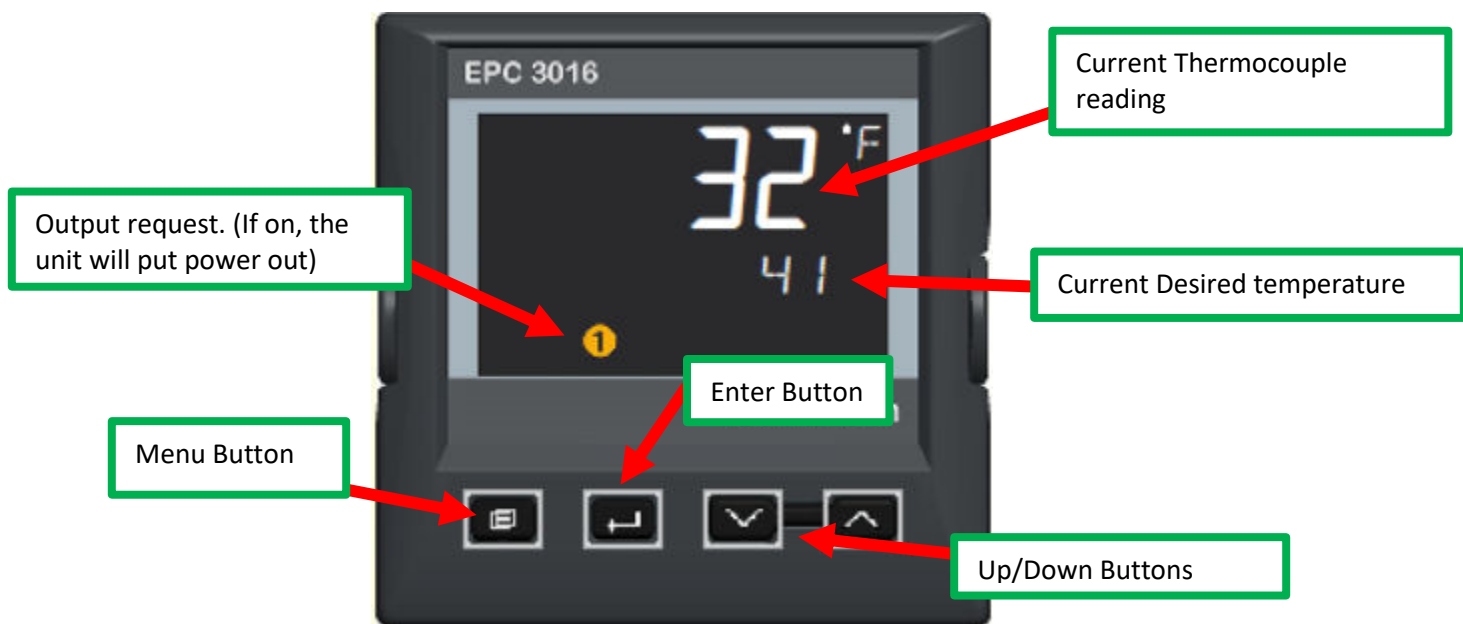 EPC 3016
Current Thermocouple
reading
32 °F
Output request. (If on, the
unit will put power out)
41
Current Desired temperature
1
Enter Button
Menu Button
Up/Down Buttons